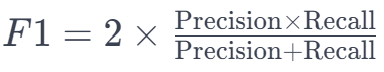 F1 = 2 × Precision×Recall / Precision+Recall